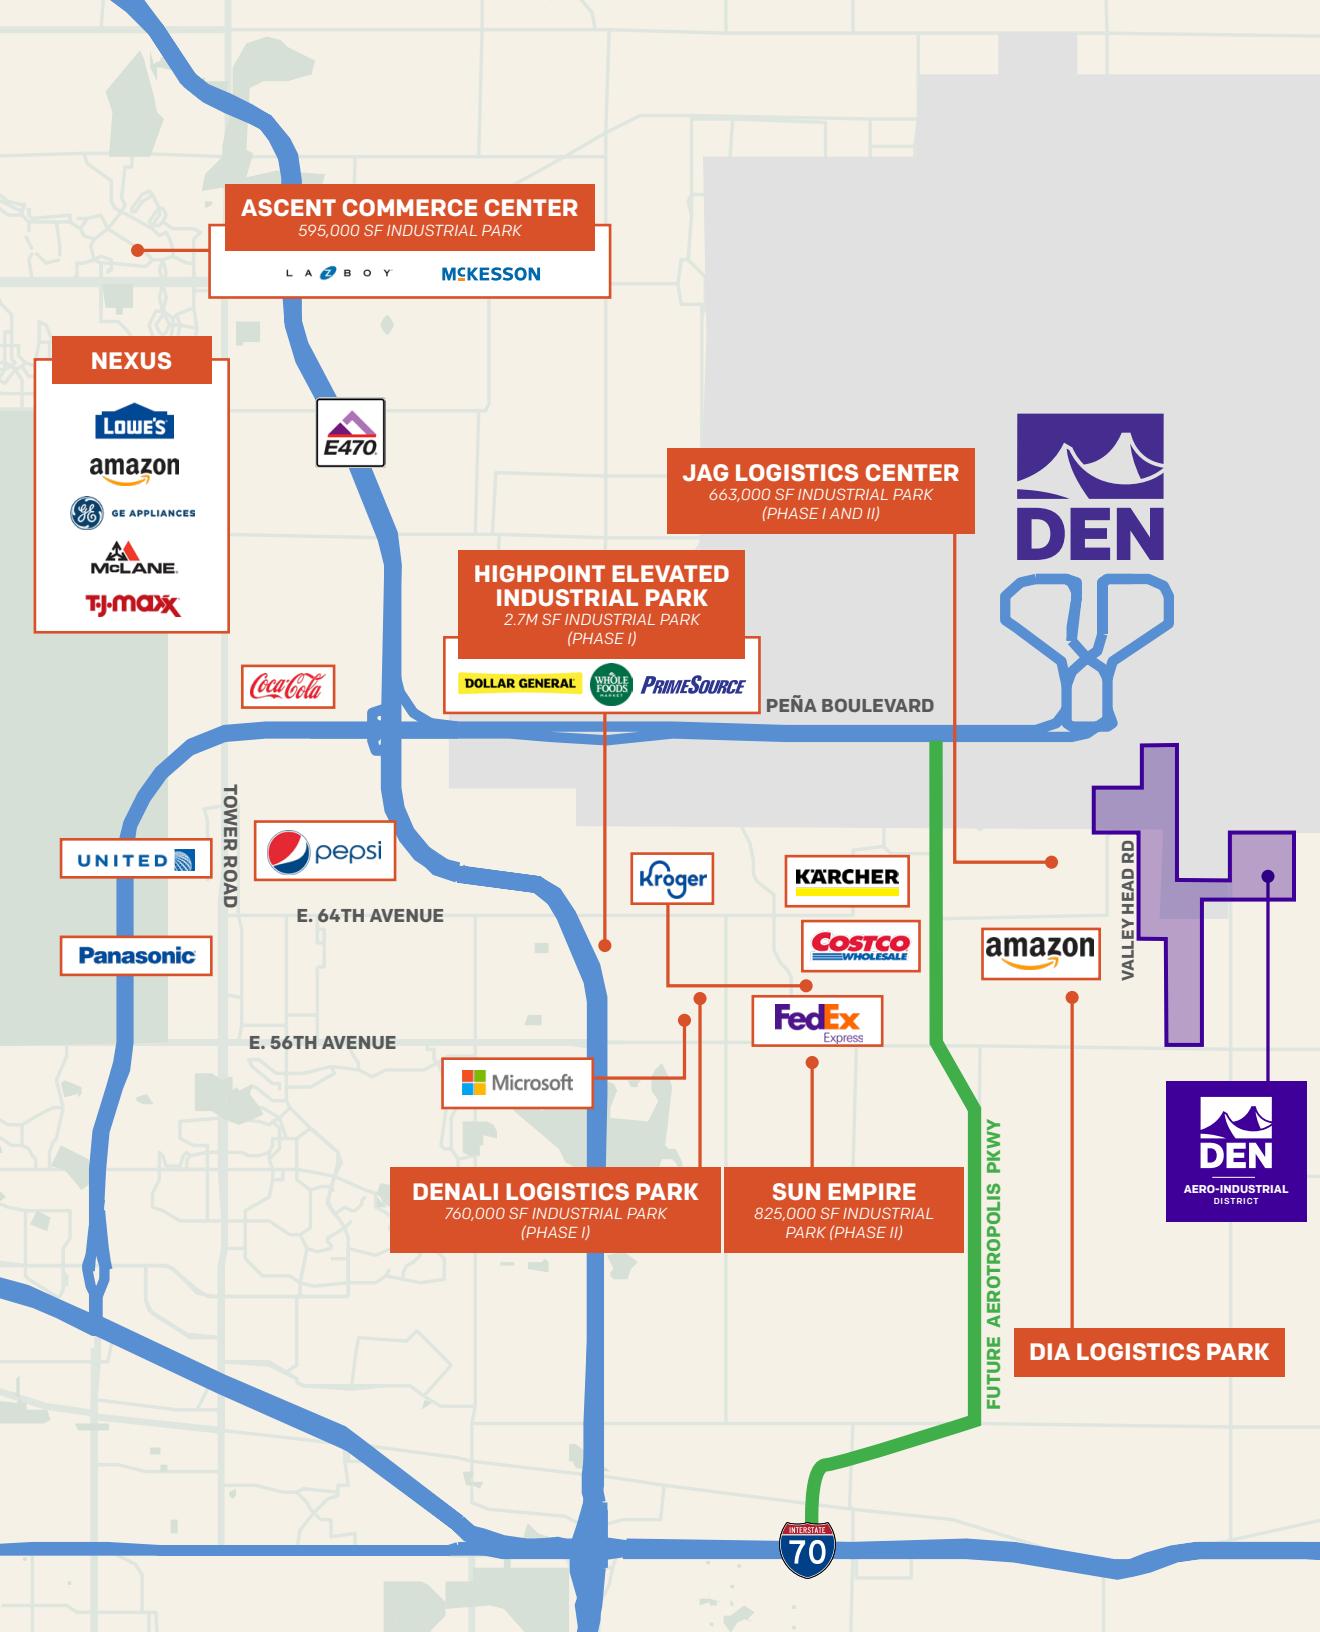 ASCENT COMMERCE CENTER
595,000 SF INDUSTRIAL PARK
LA Z BOY
McKESSON
NEXUS
LOWE'S
amazon
GE APPLIANCES
McLANE
T·J·maxx
E470
JAG LOGISTICS CENTER
663,000 SF INDUSTRIAL PARK
(PHASE I AND II)
DEN
HIGHPOINT ELEVATED
INDUSTRIAL PARK
2.7M SF INDUSTRIAL PARK
(PHASE I)
DOLLAR GENERAL
WHOLE
FOODS
MARKET
PRIMESOURCE
Coca-Cola
PEÑA BOULEVARD
TOWER ROAD
UNITED
pepsi
Kroger
KÄRCHER
VALLEY HEAD RD
E. 64TH AVENUE
COSTCO
WHOLESALE
amazon
Panasonic
FedEx
Express
E. 56TH AVENUE
Microsoft
DEN
AERO-INDUSTRIAL
DISTRICT
DENALI LOGISTICS PARK
760,000 SF INDUSTRIAL PARK
(PHASE I)
SUN EMPIRE
825,000 SF INDUSTRIAL
PARK (PHASE II)
FUTURE AEROTROPOLIS PKWY
DIA LOGISTICS PARK
INTERSTATE
70